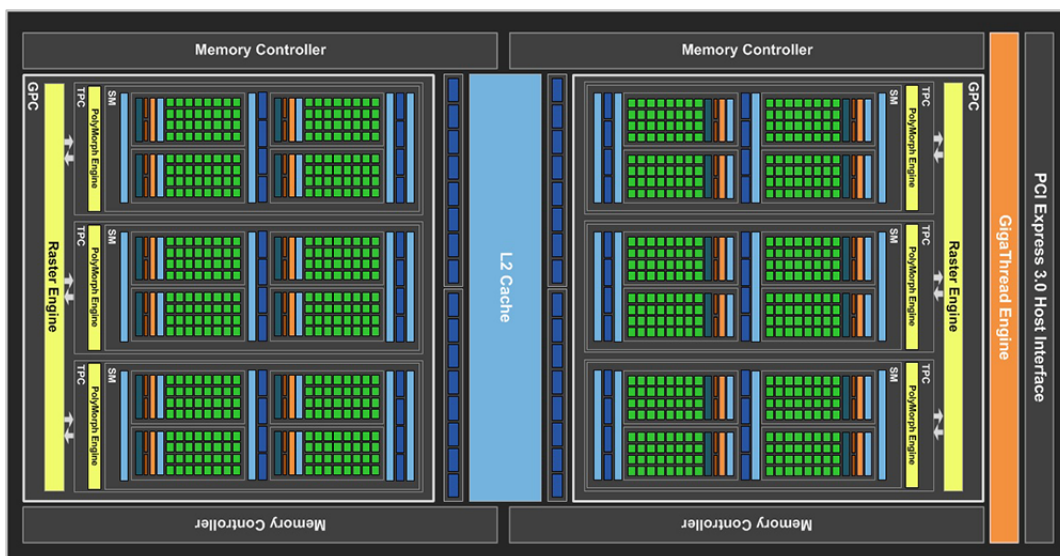 Memory Controller
Memory Controller
GPC
Raster Engine
TPC
PolyMorph Engine
SM
TPC
PolyMorph Engine
SM
TPC
PolyMorph Engine
SM
L2 Cache
SM
PolyMorph Engine
TPC
SM
PolyMorph Engine
TPC
SM
PolyMorph Engine
TPC
Raster Engine
GPC
GigaThread Engine
PCI Express 3.0 Host Interface
Memory Controller
Memory Controller